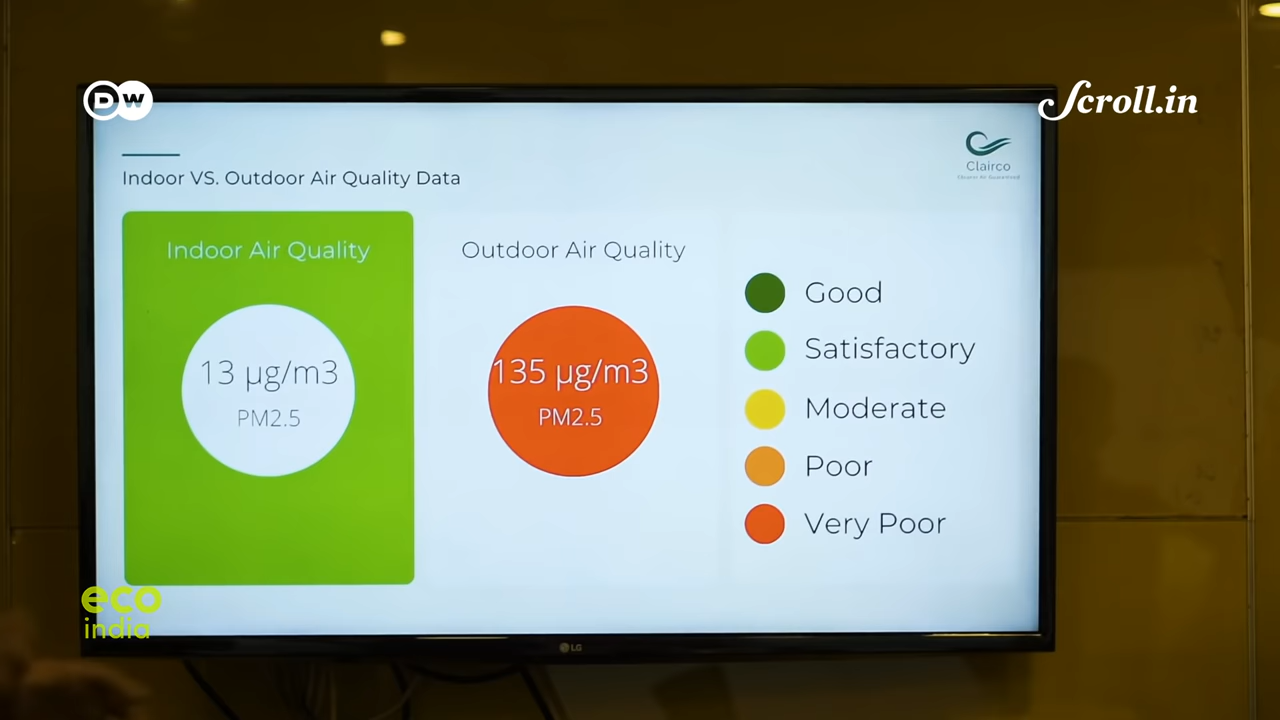 DW
Scroll.in
Indoor VS. Outdoor Air Quality Data
Clairco
Indoor Air Quality
13 µg/m3
PM2.5
Outdoor Air Quality
135 µg/m3
PM2.5
Good
Satisfactory
Moderate
Poor
Very Poor
eco
india
LG